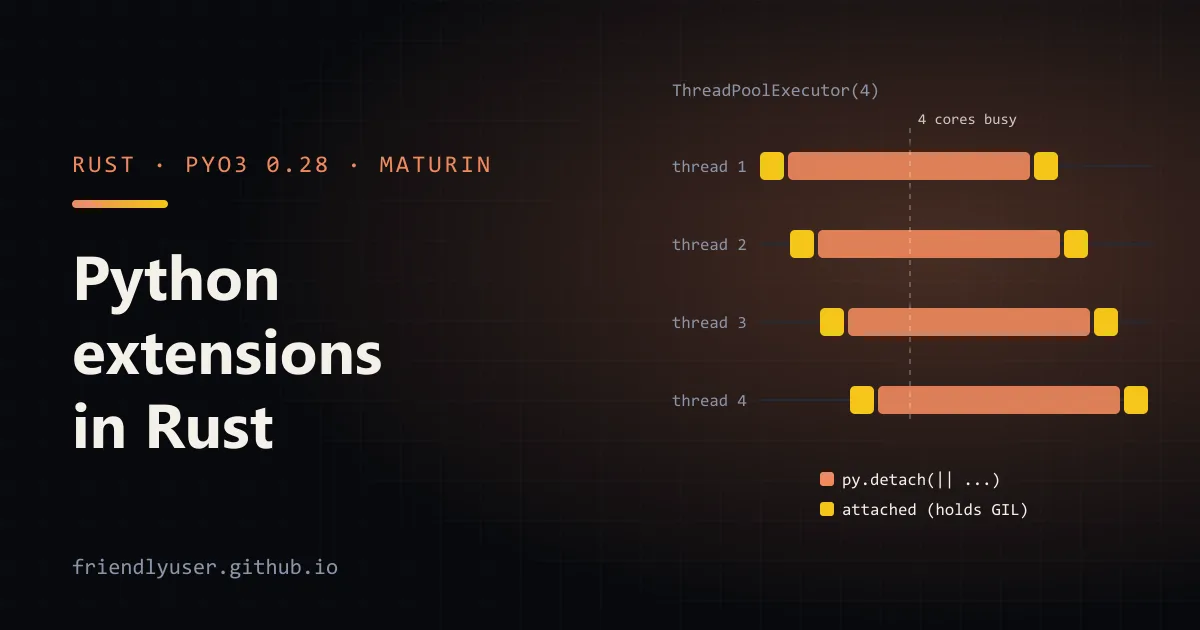 RUST · PYO3 0.28 · MATURIN
Python
extensions
in Rust
friendlyuser.github.io
ThreadPoolExecutor(4)
4 cores busy
thread 1
thread 2
thread 3
thread 4
py.detach(|| ...)
attached (holds GIL)